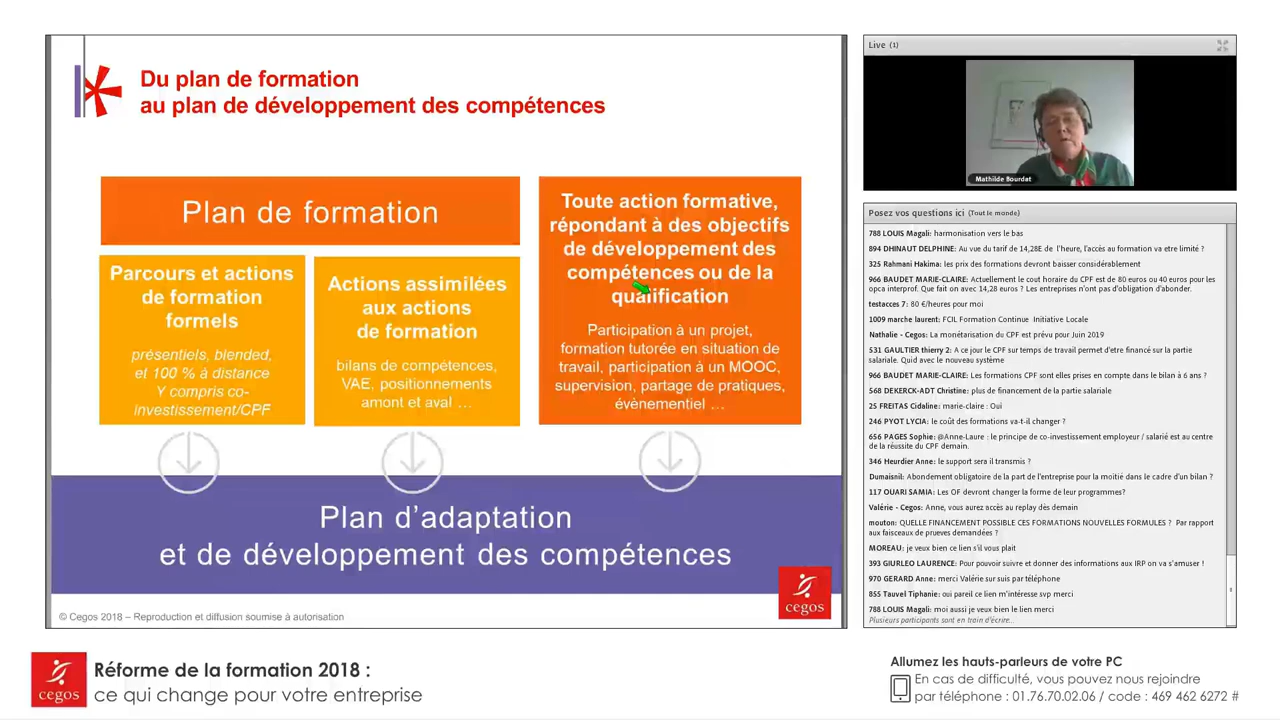 Du plan de formation
au plan de développement des compétences
Plan de formation
Parcours et actions
de formation
formels
présentiels, blended,
et 100 % à distance
Y compris co-
investissement/CPF
Actions assimilées
aux actions
de formation
bilans de compétences,
VAE, positionnements
amont et aval ...
Toute action formative,
répondant à des objectifs
de développement des
compétences ou de la
qualification
Participation à un projet,
formation tutorée en situation de
travail, participation à un MOOC,
supervision, partage de pratiques,
évènementiel ...
Plan d'adaptation
et de développement des compétences
cegos
© Cegos 2018 – Reproduction et diffusion soumise à autorisation
Live (1)
Mathilde Bourdat
Posez vos questions ici (Tout le monde)
788 LOUIS Magali: harmonisation vers le bas
894 DHINAUT DELPHINE: Au vu du tarif de 14,28E de l'heure, l'accès au formation va etre limité ?
325 Rahmani Hakima: les prix des formations devront baisser considérablement
966 BAUDET MARIE-CLAIRE: Actuellement le cout horaire du CPF est de 80 euros ou 40 euros pour les
opca interprof. Que fait on avec 14,28 euros ? Les entreprises n'ont pas d'obligation d'abonder.
testacces 7: 80 €/heures pour moi
1009 marche laurent: FCIL Formation Continue Initiative Locale
Nathalie - Cegos: La monétarisation du CPF est prévu pour Juin 2019
531 GAULTIER thierry 2: A ce jour le CPF sur temps de travail permet d'etre financé sur la partie
salariale. Quid avec le nouveau système
966 BAUDET MARIE-CLAIRE: Les formations CPF sont elles prises en compte dans le bilan à 6 ans ?
568 DEKERCK-ADT Christine: plus de financement de la partie salariale
25 FREITAS Cidaline: marie-claire : Oui
246 PYOT LYCIA: le coût des formations va-t-il changer ?
656 PAGES Sophie: @Anne-Laure : le principe de co-investissement employeur / salarié est au centre
de la réussite du CPF demain.
346 Heurdier Anne: le support sera il transmis ?
Dumaisnil: Abondement obligatoire de la part de l'entreprise pour la moitié dans le cadre d'un bilan ?
117 OUARI SAMIA: Les OF devront changer la forme de leur programmes?
Valérie - Cegos: Anne, vous aurez accès au replay dès demain
mouton: QUELLE FINANCEMENT POSSIBLE CES FORMATIONS NOUVELLES FORMULES ? Par rapport
aux faisceaux de prueves demandées ?
MOREAU: je veux bien ce lien s'il vous plait
393 GIURLEO LAURENCE: Pour pouvoir suivre et donner des informations aux IRP on va s'amuser !
970 GERARD Anne: merci Valérie sur suis par téléphone
855 Tauvel Tiphanie: oui pareil ce lien m'intéresse svp merci
788 LOUIS Magali: moi aussi je veux bien le lien merci
Plusieurs participants sont en train d'écrire...
cegos
Réforme de la formation 2018 :
ce qui change pour votre entreprise
Allumez les hauts-parleurs de votre PC
En cas de difficulté, vous pouvez nous rejoindre
par téléphone : 01.76.70.02.06 / code : 469 462 6272 #